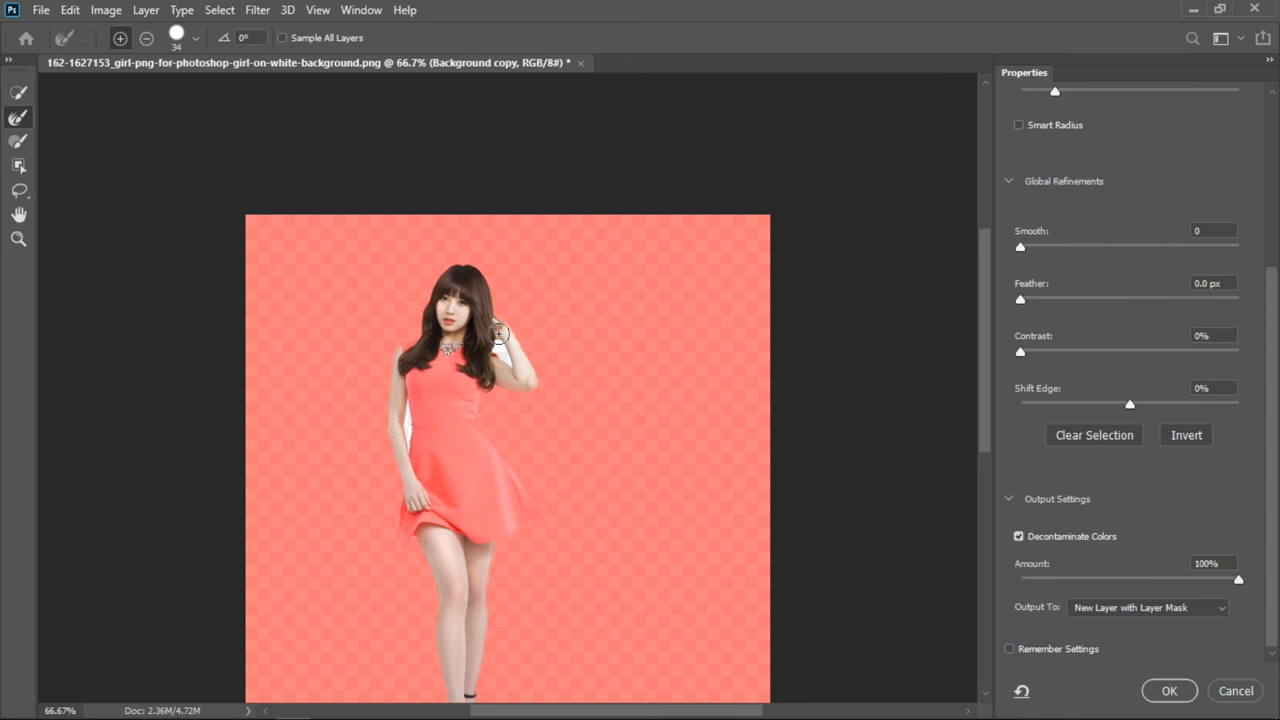 Ps File Edit Image Layer Type Select Filter 3D View Window Help
34 0° Sample All Layers
162-1627153_girl-png-for-photoshop-girl-on-white-background.png @ 66.7% (Background copy, RGB/8#) *
Properties
Smart Radius
Global Refinements
Smooth: 0
Feather: 0.0 px
Contrast: 0%
Shift Edge: 0%
Clear Selection Invert
Output Settings
Decontaminate Colors
Amount: 100%
Output To: New Layer with Layer Mask
Remember Settings
OK Cancel
66.67% Doc: 2.36M/4.72M